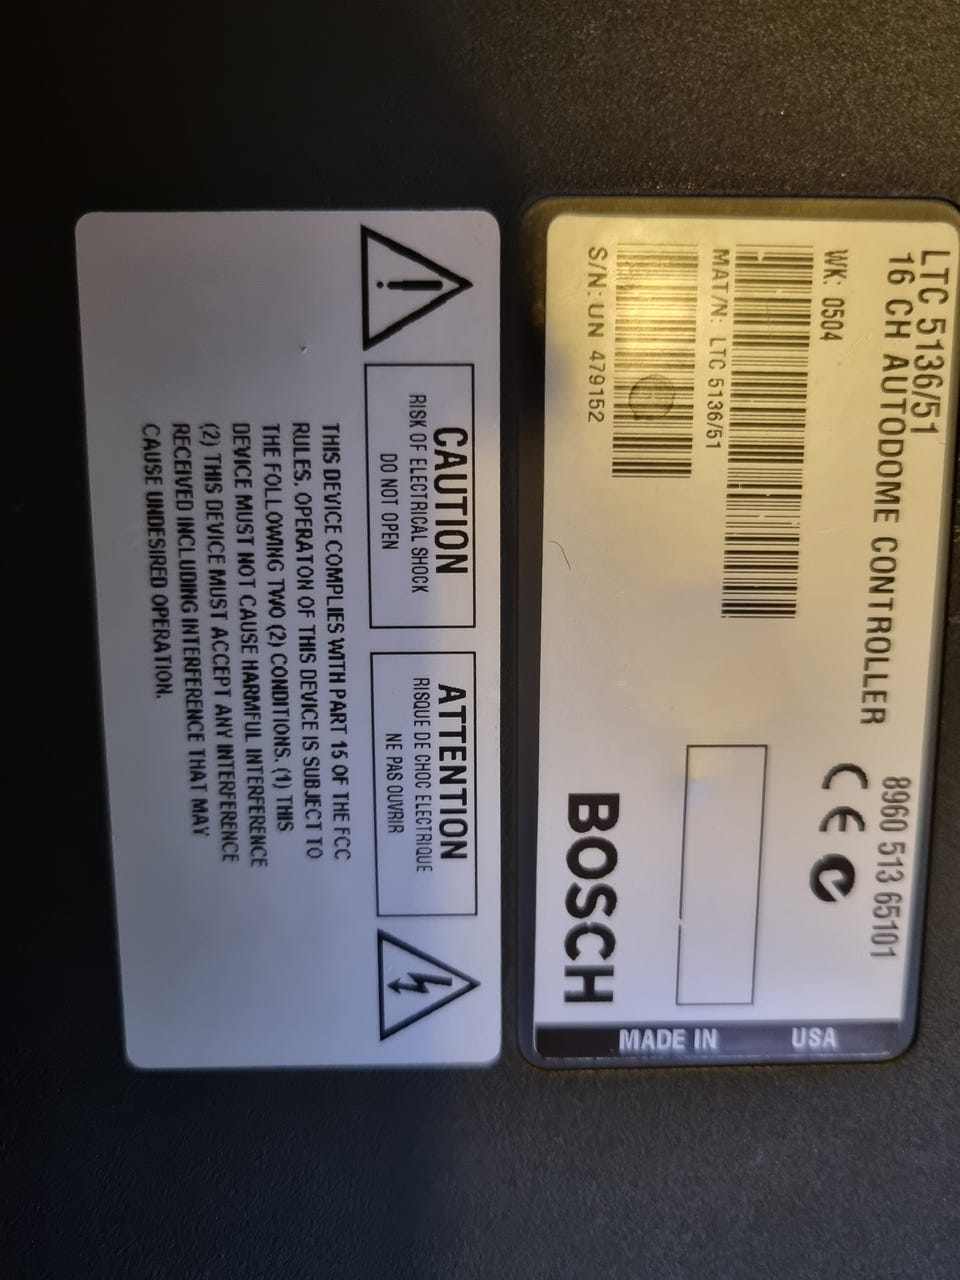 LTC 5136/51
8960 513 65101
16 CH AUTODOME CONTROLLER
WK: 0504
CE
MAT/N: LTC 5136/51
S/N: UN 479152
BOSCH
MADE IN USA
CAUTION
RISK OF ELECTRICAL SHOCK
DO NOT OPEN
ATTENTION
RISQUE DE CHOC ELECTRIQUE
NE PAS OUVRIR
THIS DEVICE COMPLIES WITH PART 15 OF THE FCC
RULES. OPERATON OF THIS DEVICE IS SUBJECT TO
THE FOLLOWING TWO (2) CONDITIONS. (1) THIS
DEVICE MUST NOT CAUSE HARMFUL INTERFERENCE
(2) THIS DEVICE MUST ACCEPT ANY INTERFERENCE
RECEIVED INCLUDING INTERFERENCE THAT MAY
CAUSE UNDESIRED OPERATION.